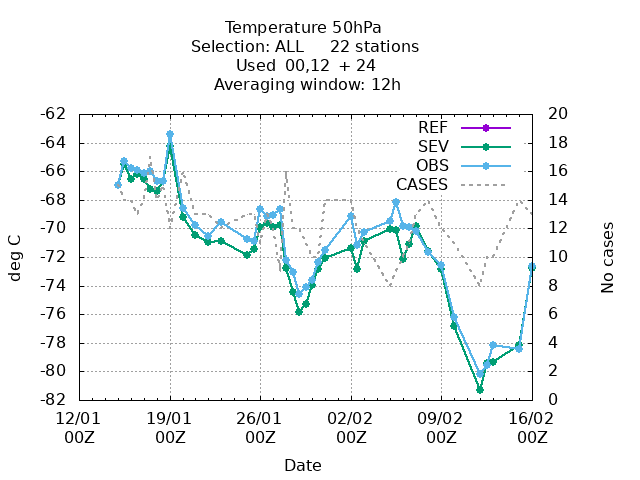 Temperature 50hPa
Selection: ALL 22 stations
Used 00,12 + 24
Averaging window: 12h
-62 20
REF
-64 18
SEV
-66 16
OBS
CASES
-68 14
-70 12
deg C
No cases
-72 10
-74 8
-76 6
-78 4
-80 2
-82 0
12/01 19/01 26/01 02/02 09/02 16/02
00Z 00Z 00Z 00Z 00Z 00Z
Date